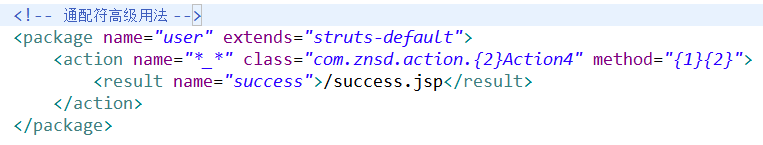 <!-- 通配符高级用法 -->
<package name="user" extends="struts-default">
<action name="*_*" class="com.znsd.action.{2}Action4" method="{1}{2}">
<result name="success">/success.jsp</result>
</action>
</package>